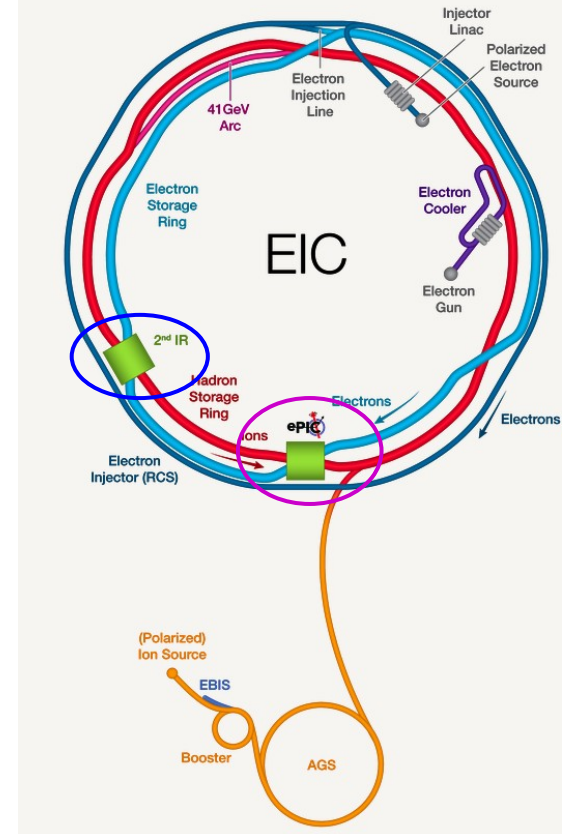 Injector
Linac
Polarized
Electron
Source
Electron
Injection
Line
41GeV
Arc
Electron
Storage
Ring
Electron
Cooler
EIC
Electron
Gun
2nd IR
Hadron
Storage
Ring
Electrons
ePIC
Ions
Electrons
Electron
Injector (RCS)
(Polarized)
Ion Source
EBIS
Booster
AGS